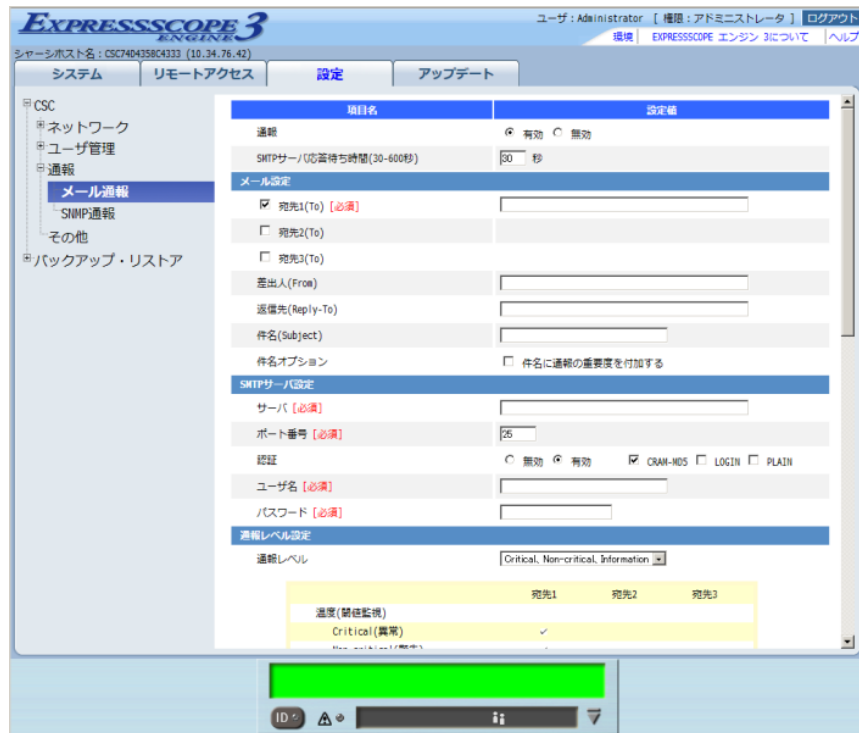 EXPRESSSCOPE ENGINE 3
ユーザ : Administrator [ 権限 : アドミニストレータ ] ログアウト
環境 EXPRESSSCOPE エンジン 3について ヘルプ
シャーシホスト名 : CSC74D4358C4333 (10.34.76.42)
システム リモートアクセス 設定 アップデート
CSC
ネットワーク
ユーザ管理
通報
メール通報
SNMP通報
その他
バックアップ・リストア
項目名 設定値
通報 有効 無効
SMTPサーバ応答待ち時間(30-600秒) 30 秒
メール設定
宛先1(To) [必須]
宛先2(To)
宛先3(To)
差出人(From)
返信先(Reply-To)
件名(Subject)
件名オプション 件名に通報の重要度を付加する
SMTPサーバ設定
サーバ [必須]
ポート番号 [必須] 25
認証 無効 有効 CRAM-MD5 LOGIN PLAIN
ユーザ名 [必須]
パスワード [必須]
通報レベル設定
通報レベル Critical, Non-critical, Information
宛先1 宛先2 宛先3
温度(閾値監視)
Critical(異常)
ID